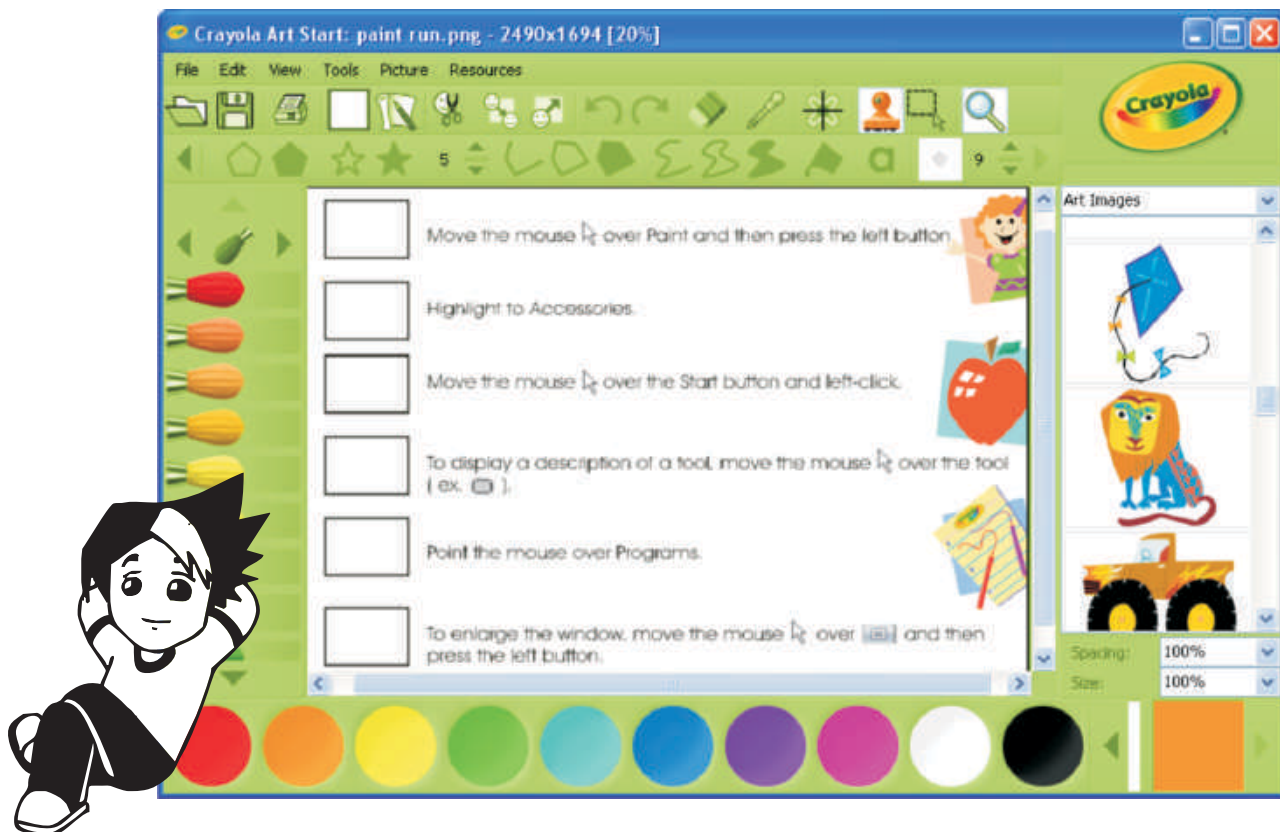 Crayola Art Start: paint run.png - 2490x1694 [20%]
File Edit View Tools Picture Resources
Crayola
5
a
9
Art Images
Move the mouse over Paint and then press the left button
Highlight to Accessories.
Move the mouse over the Start button and left-click.
To display a description of a tool, move the mouse over the tool
( ex. ).
Point the mouse over Programs.
To enlarge the window, move the mouse over and then
press the left button.
Spacing: 100%
Size: 100%